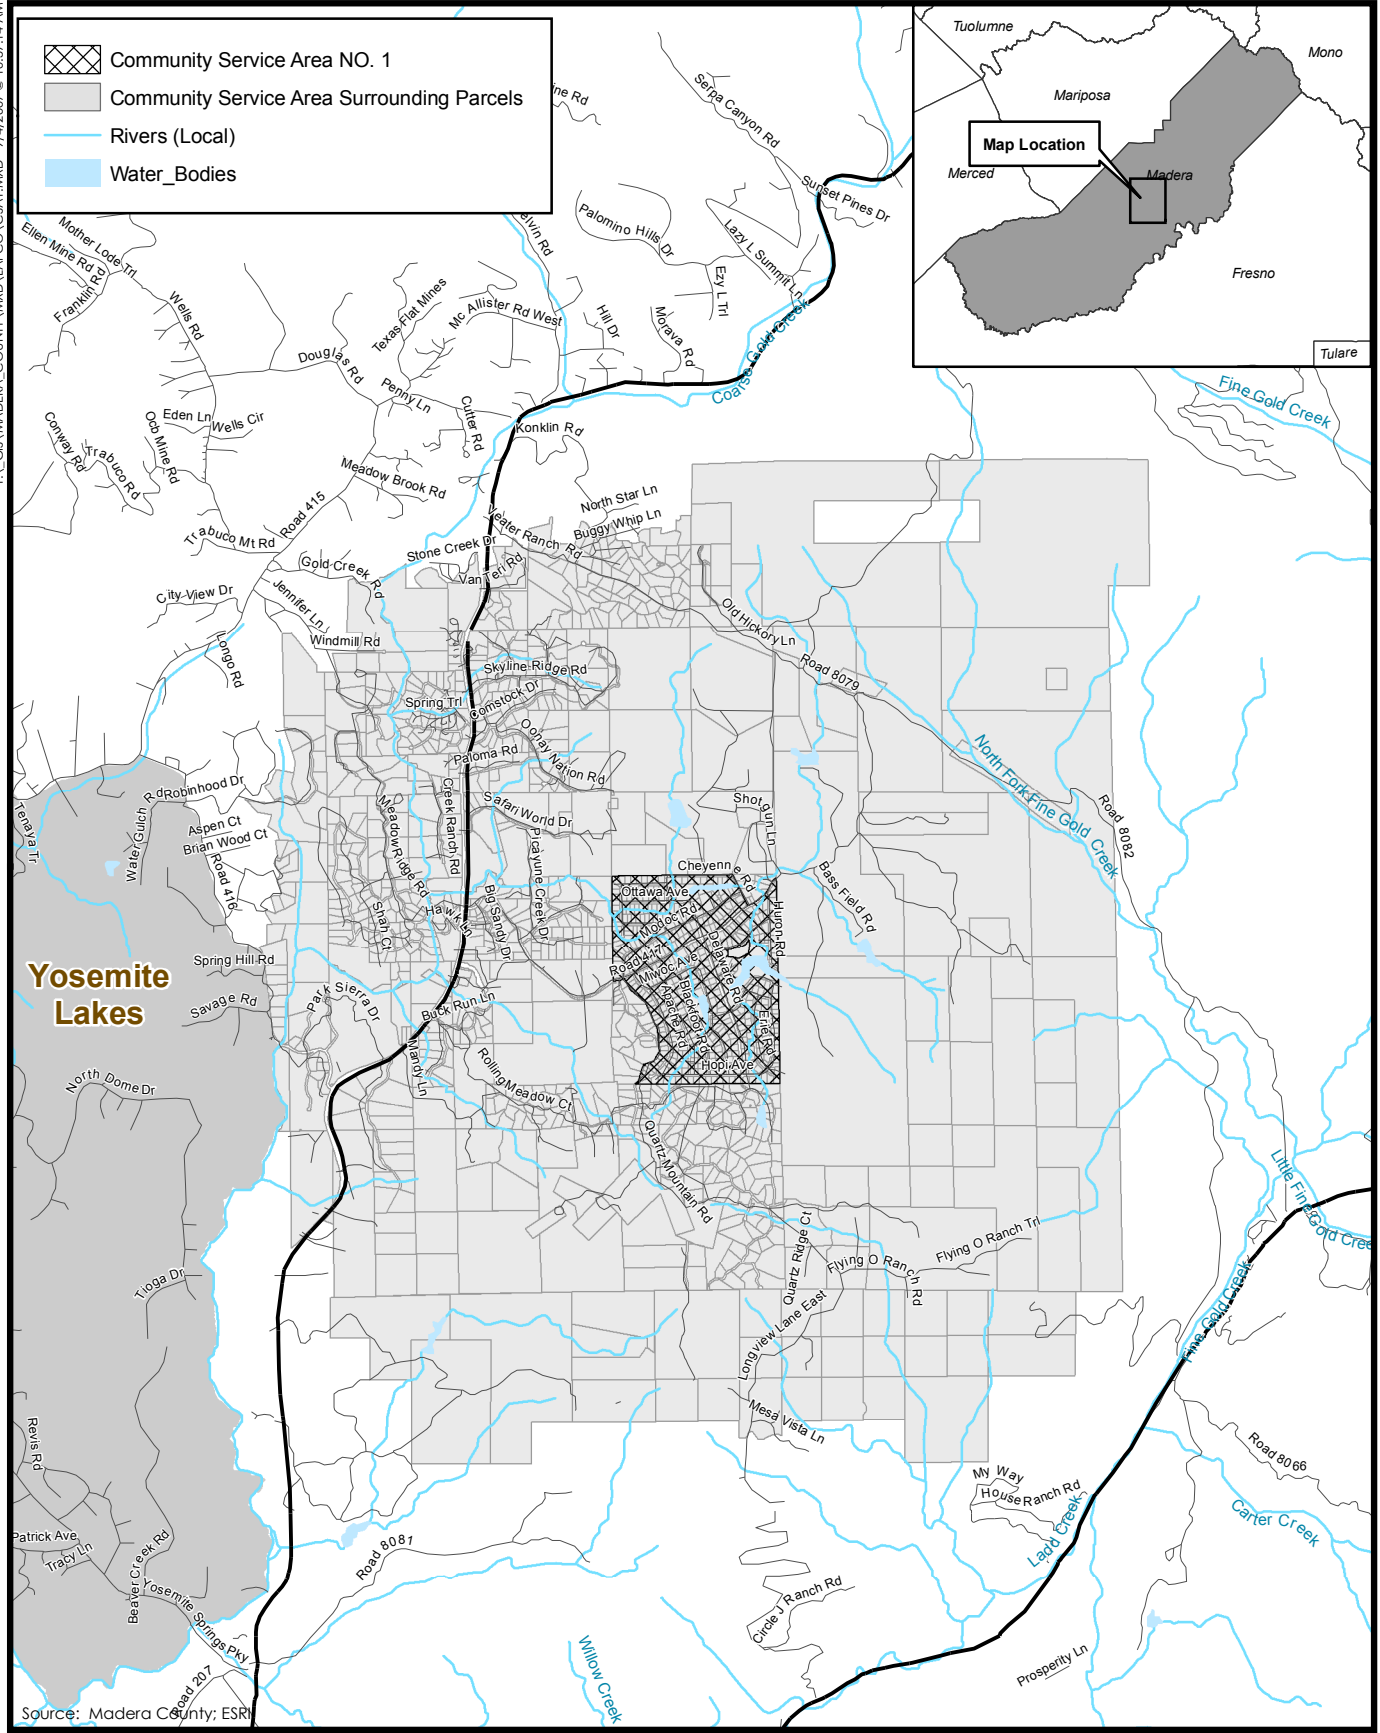 Community Service Area NO. 1
Community Service Area Surrounding Parcels
Rivers (Local)
Water_Bodies
Tuolumne
Mono
Mariposa
Map Location
Merced
Madera
Fresno
Tulare
Serpa Canyon Rd
Sunset Pines Dr
Palomino Hills Dr
Lazy L Summit Ln
Ezy L Trl
Mother Lode Trl
Ellen Mine Rd
Franklin Rd
Wells Rd
Texas Flat Mines
Mc Allister Rd West
Hill Dr
Morava Rd
Coarse Gold Creek
Douglas Rd
Penny Ln
Cutter Rd
Konklin Rd
Fine Gold Creek
Eden Ln
Wells Cir
Ocb Mine Rd
Conway Rd
Trabuco Rd
Meadow Brook Rd
Road 415
Trabuco Mt Rd
North Star Ln
Buggy Whip Ln
Veater Ranch Rd
Stone Creek Dr
Van Teri Rd
Gold Creek Rd
Jennifer Ln
City View Dr
Windmill Rd
Longo Rd
Old Hickory Ln
Road 8079
Skyline Ridge Rd
Spring Trl
Comstock Dr
Oonay Nation Rd
Paloma Rd
North Fork Fine Gold Creek
Road 8082
Robinhood Dr
Water Gulch Rd
Tenaya Tr
Aspen Ct
Brian Wood Ct
Road 416
Creek Ranch Rd
Meadow Ridge Rd
Safari World Dr
Picayune Creek Dr
Shotgun Ln
Cheyenne Rd
Ottawa Ave
Bass Field Rd
Huron Rd
Modoc Rd
Road 417
Miwoc Ave
Delaware Rd
Blackfoot Rd
Apache Rd
Erie Rd
Hopi Ave
Shah Ct
Hawk Ln
Big Sandy Dr
Spring Hill Rd
Savage Rd
Park Sierra Dr
Buck Run Ln
Mandy Ln
Rolling Meadow Ct
Yosemite
Lakes
North Dome Dr
Quartz Mountain Rd
Quartz Ridge Ct
Flying O Ranch Rd
Flying O Ranch Trl
Little Fine Gold Cree
Fine Gold Creek
Tioga Dr
Longview Lane East
Mesa Vista Ln
Revis Rd
Patrick Ave
Tracy Ln
Beaver Creek Rd
Yosemite Springs Pky
Road 8081
My Way
House Ranch Rd
Ladd Creek
Road 8066
Carter Creek
Circle J Ranch Rd
Willow Creek
Prosperity Ln
Road 207
Source: Madera County; ESRI